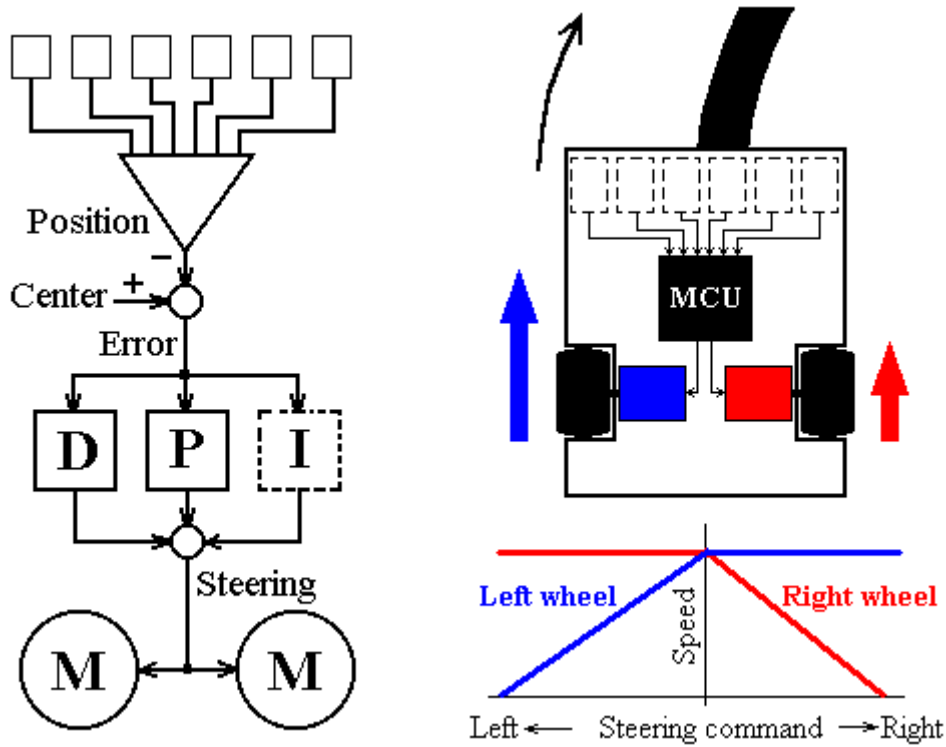 Position
−
Center
+
Error
D
P
I
Steering
M
M
MCU
Left wheel
Speed
Right wheel
Left
Steering command
Right